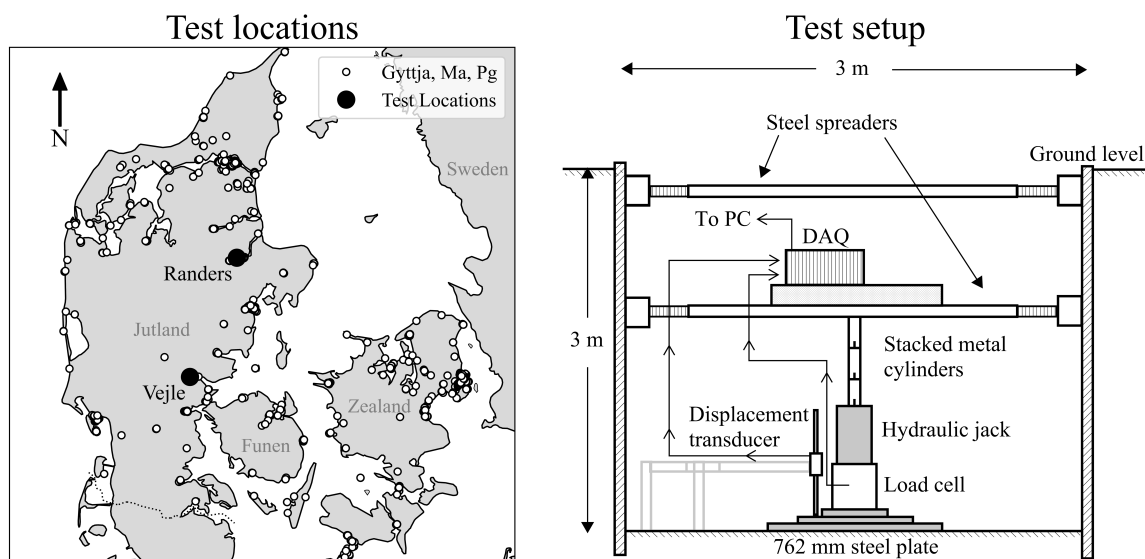 Test locations
Gyttja, Ma, Pg
Test Locations
N
Sweden
Randers
Jutland
Vejle
Zealand
Funen
Test setup
3 m
Steel spreaders
Ground level
To PC
DAQ
3 m
Stacked metal
cylinders
Displacement
transducer
Hydraulic jack
Load cell
762 mm steel plate